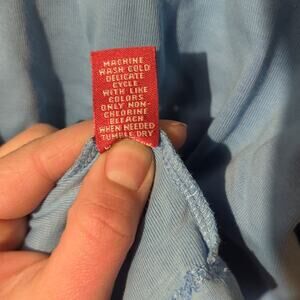 MACHINE
WASH COLD
DELICATE
CYCLE
WITH LIKE
COLORS
ONLY NON-
CHLORINE
BLEACH
WHEN NEEDED
TUMBLE DRY